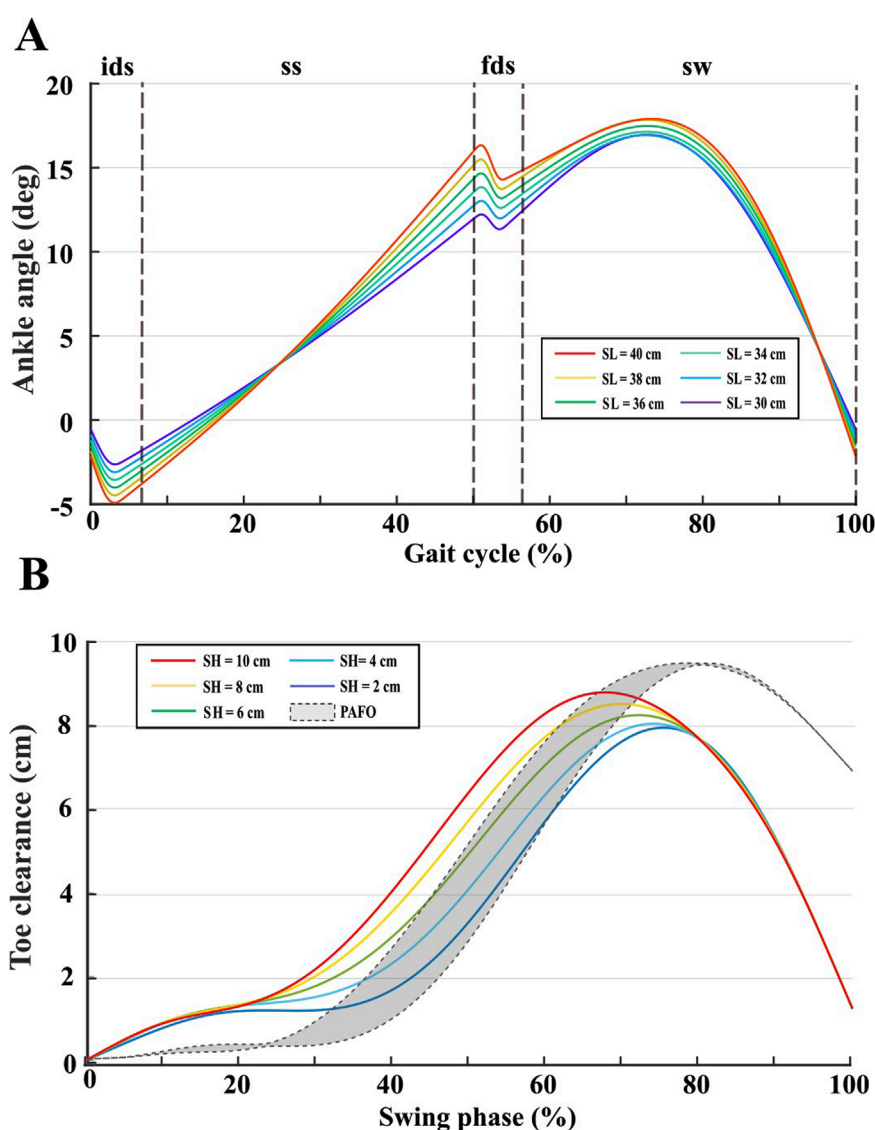 A
ids ss fds sw
20
15
10
5
0
-5
Ankle angle (deg)
SL = 40 cm SL = 34 cm
SL = 38 cm SL = 32 cm
SL = 36 cm SL = 30 cm
0 20 40 60 80 100
Gait cycle (%)
B
10
8
6
4
2
0
Toe clearance (cm)
SH = 10 cm SH= 4 cm
SH = 8 cm SH = 2 cm
SH = 6 cm PAFO
0 20 40 60 80 100
Swing phase (%)